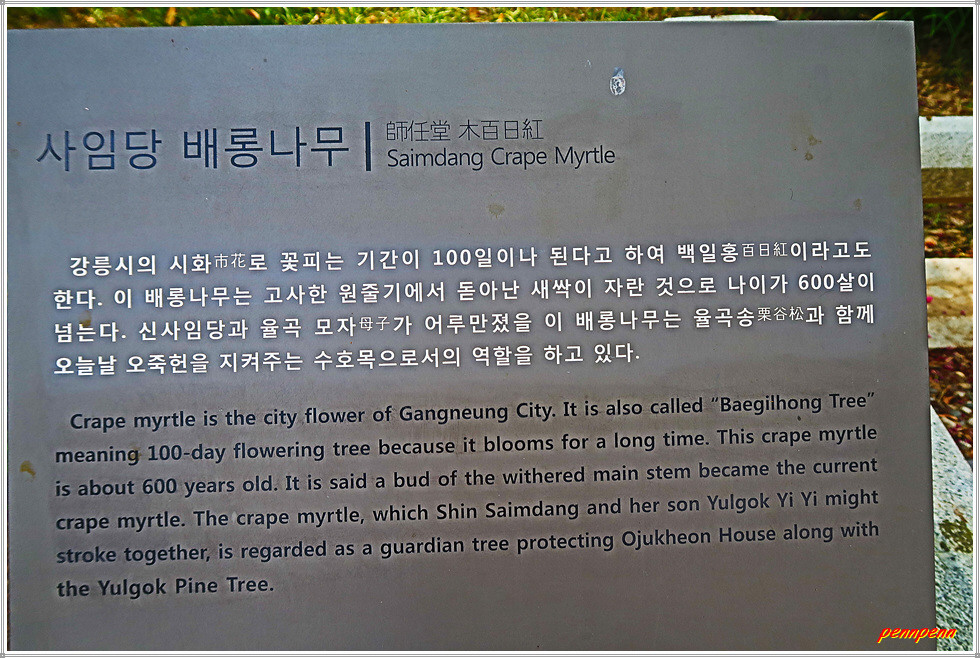 사임당 배롱나무
師任堂 木百日紅
Saimdang Crape Myrtle
강릉시의 시화市花로 꽃피는 기간이 100일이나 된다고 하여 백일홍百日紅이라고도
한다. 이 배롱나무는 고사한 원줄기에서 돋아난 새싹이 자란 것으로 나이가 600살이
넘는다. 신사임당과 율곡 모자母子가 어루만졌을 이 배롱나무는 율곡송栗谷松과 함께
오늘날 오죽헌을 지켜주는 수호목으로서의 역할을 하고 있다.
Crape myrtle is the city flower of Gangneung City. It is also called “Baegilhong Tree”
meaning 100-day flowering tree because it blooms for a long time. This crape myrtle
is about 600 years old. It is said a bud of the withered main stem became the current
crape myrtle. The crape myrtle, which Shin Saimdang and her son Yulgok Yi Yi might
stroke together, is regarded as a guardian tree protecting Ojukheon House along with
the Yulgok Pine Tree.
pennpenn